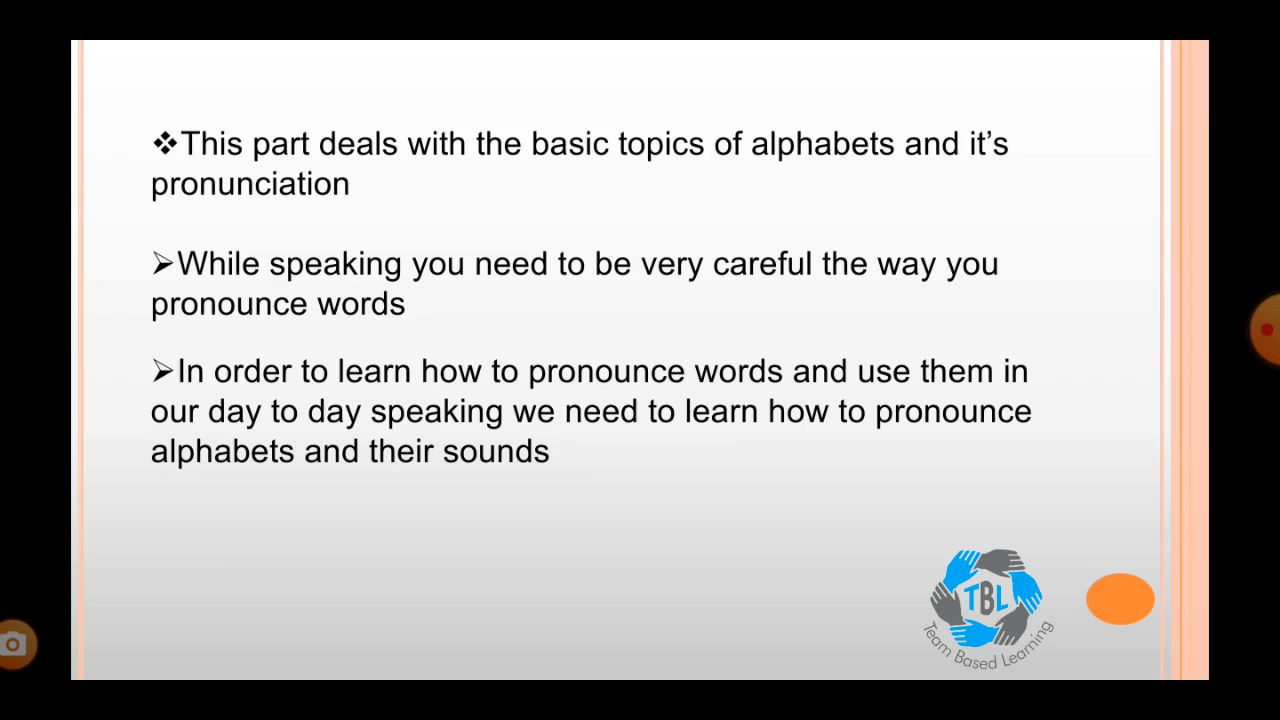 ❖This part deals with the basic topics of alphabets and it’s
pronunciation
➢While speaking you need to be very careful the way you
pronounce words
➢In order to learn how to pronounce words and use them in
our day to day speaking we need to learn how to pronounce
alphabets and their sounds
TBL
Team Based Learning